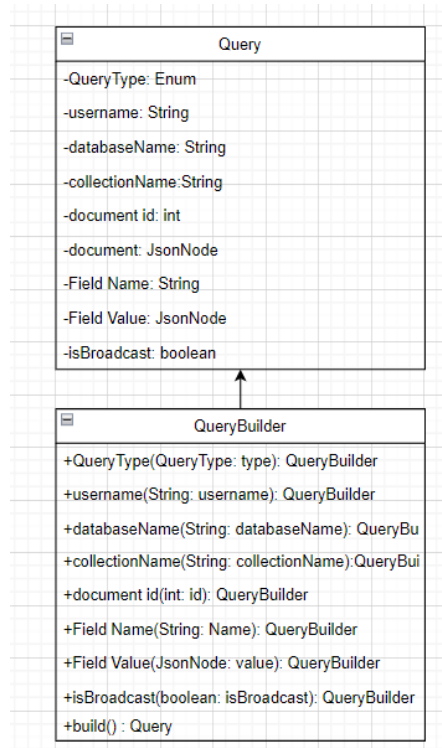 Query
-QueryType: Enum
-username: String
-databaseName: String
-collectionName:String
-document id: int
-document: JsonNode
-Field Name: String
-Field Value: JsonNode
-isBroadcast: boolean
QueryBuilder
+QueryType(QueryType: type): QueryBuilder
+username(String: username): QueryBuilder
+databaseName(String: databaseName): QueryBu
+collectionName(String: collectionName):QueryBui
+document id(int: id): QueryBuilder
+Field Name(String: Name): QueryBuilder
+Field Value(JsonNode: value): QueryBuilder
+isBroadcast(boolean: isBroadcast): QueryBuilder
+build() : Query